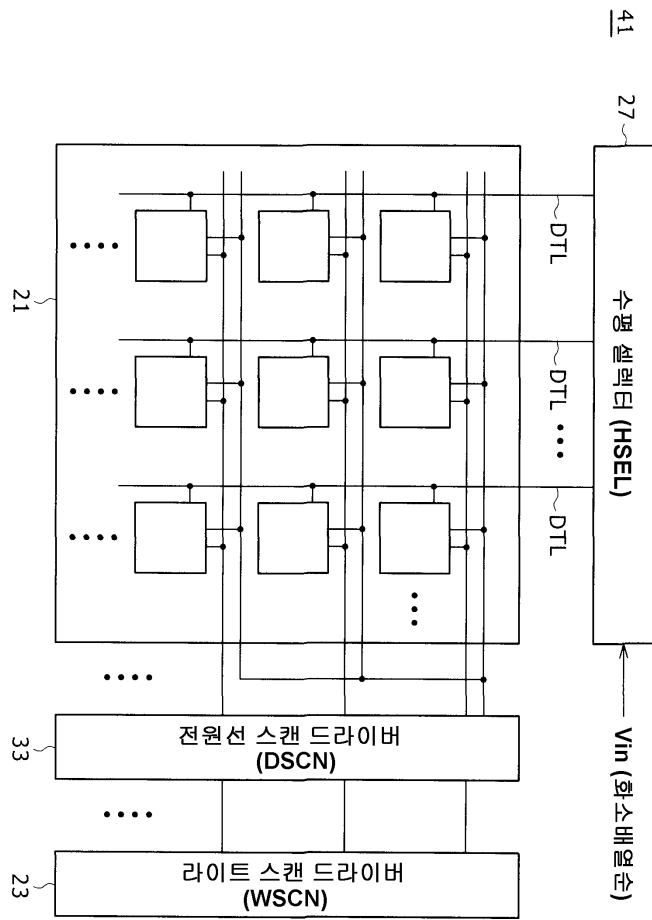 41
27
수평 셀렉터 (HSEL)
Vin (화소배열순)
DTL
DTL
DTL
21
전원선 스캔 드라이버
(DSCN)
33
라이트 스캔 드라이버
(WSCN)
23